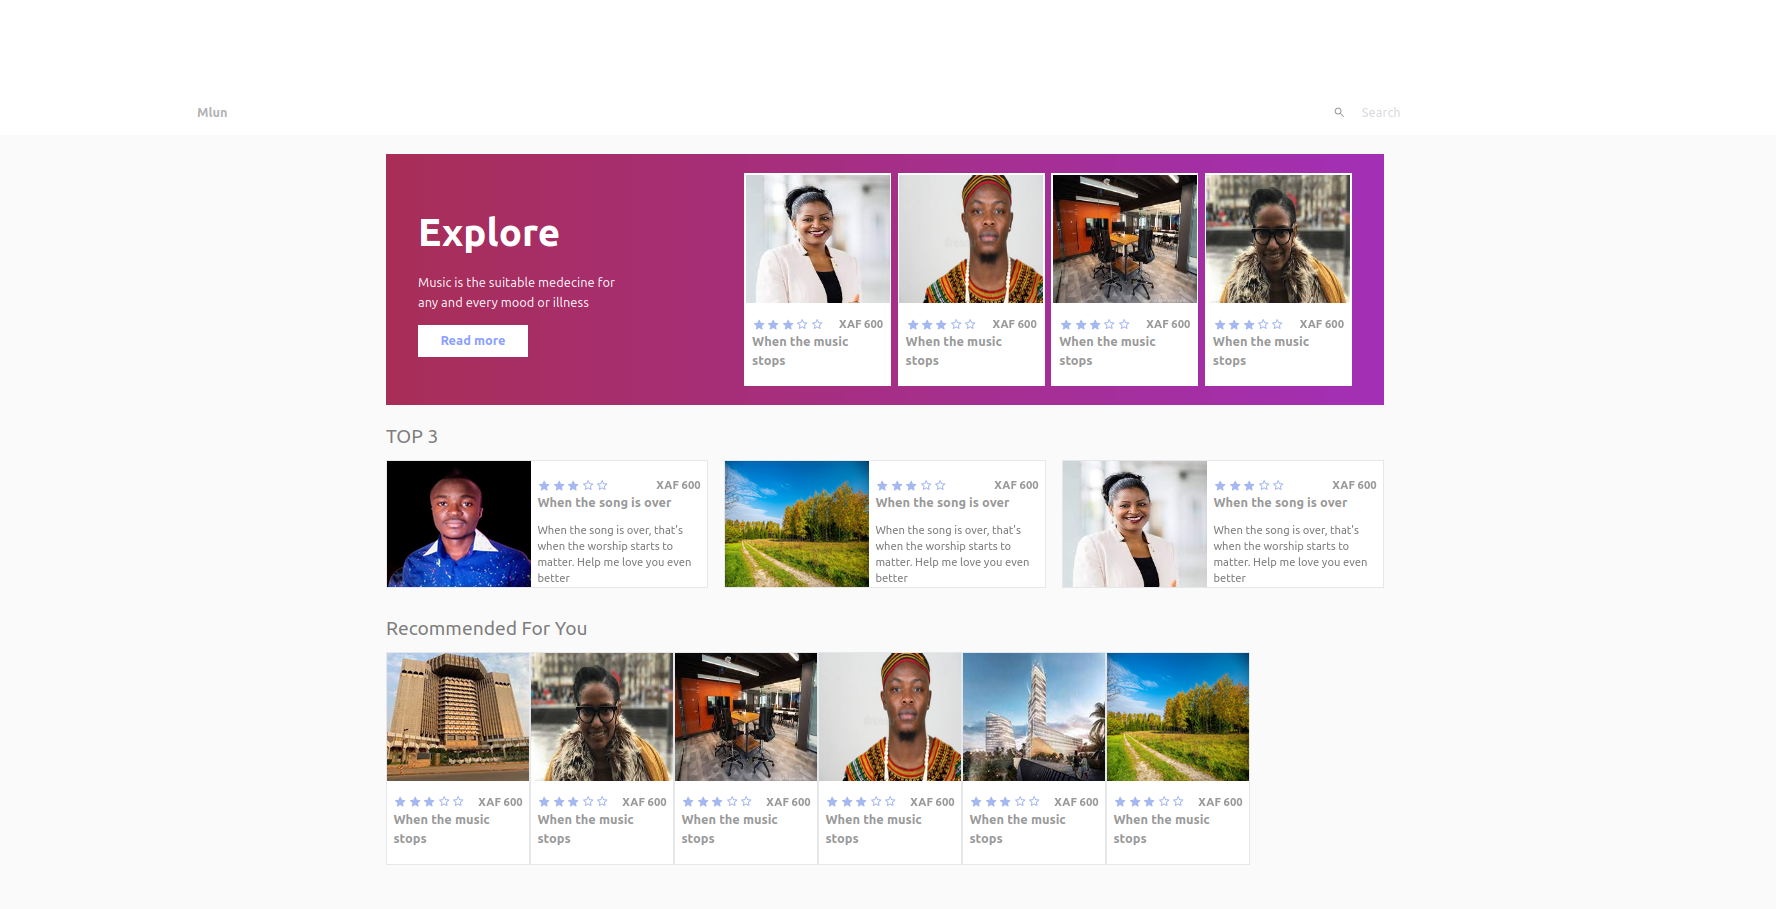 Mlun
Search
Explore
Music is the suitable medecine for
any and every mood or illness
Read more
XAF 600
When the music
stops
XAF 600
When the music
stops
XAF 600
When the music
stops
XAF 600
When the music
stops
TOP 3
XAF 600
When the song is over
When the song is over, that's
when the worship starts to
matter. Help me love you even
better
XAF 600
When the song is over
When the song is over, that's
when the worship starts to
matter. Help me love you even
better
XAF 600
When the song is over
When the song is over, that's
when the worship starts to
matter. Help me love you even
better
Recommended For You
XAF 600
When the music
stops
XAF 600
When the music
stops
XAF 600
When the music
stops
XAF 600
When the music
stops
XAF 600
When the music
stops
XAF 600
When the music
stops